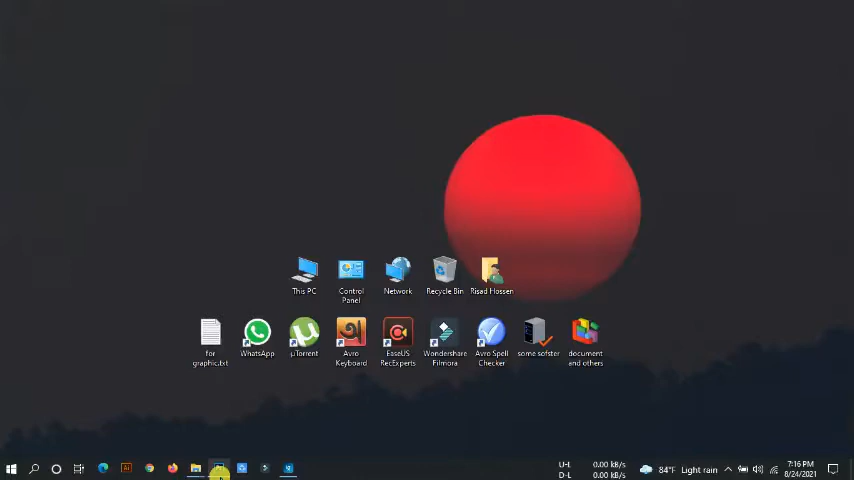 This PC
Control
Panel
Network
Recycle Bin
Risad Hossen
for
graphic.txt
WhatsApp
µTorrent
অ
Avro
Keyboard
EaseUS
RecExperts
Wondershare
Filmora
Avro Spell
Checker
some sofster
document
and others
Ai
U-L 0.00 kB/s
D-L 0.00 kB/s
84°F Light rain
7:16 PM
8/24/2021